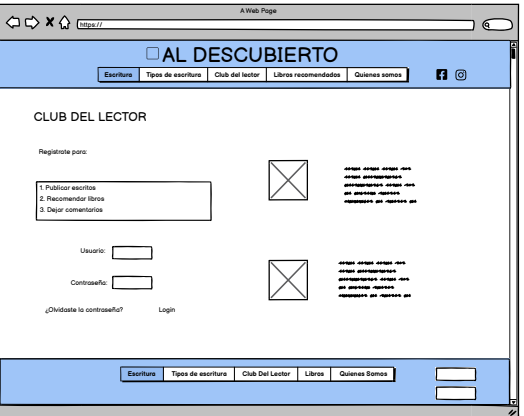 A Web Page
https://
AL DESCUBIERTO
Escritura Tipos de escritura Club del lector Libros recomendados Quienes somos
CLUB DEL LECTOR
Registrate para:
1. Publicar escritos
2. Recomendar libros
3. Dejar comentarios
Usuario:
Contraseña:
¿Olvidaste la contraseña? Login
Escritura Tipos de escritura Club Del Lector Libros Quienes Somos